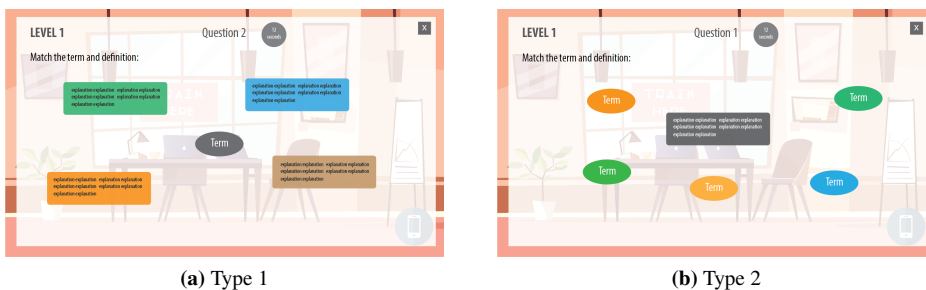 LEVEL 1
Question 2
12
seconds
X
Match the term and definition:
explanation explanation explanation explanation
explanation explanation explanation explanation
explanation explanation
explanation explanation explanation explanation
explanation explanation explanation explanation
explanation explanation
Term
explanation explanation explanation explanation
explanation explanation explanation explanation
explanation explanation
explanation explanation explanation explanation
explanation explanation explanation explanation
explanation explanation
(a) Type 1
LEVEL 1
Question 1
12
seconds
X
Match the term and definition:
TRAIN
HERE
Term
Term
explanation explanation explanation explanation
explanation explanation explanation explanation
explanation explanation
Term
Term
Term
(b) Type 2